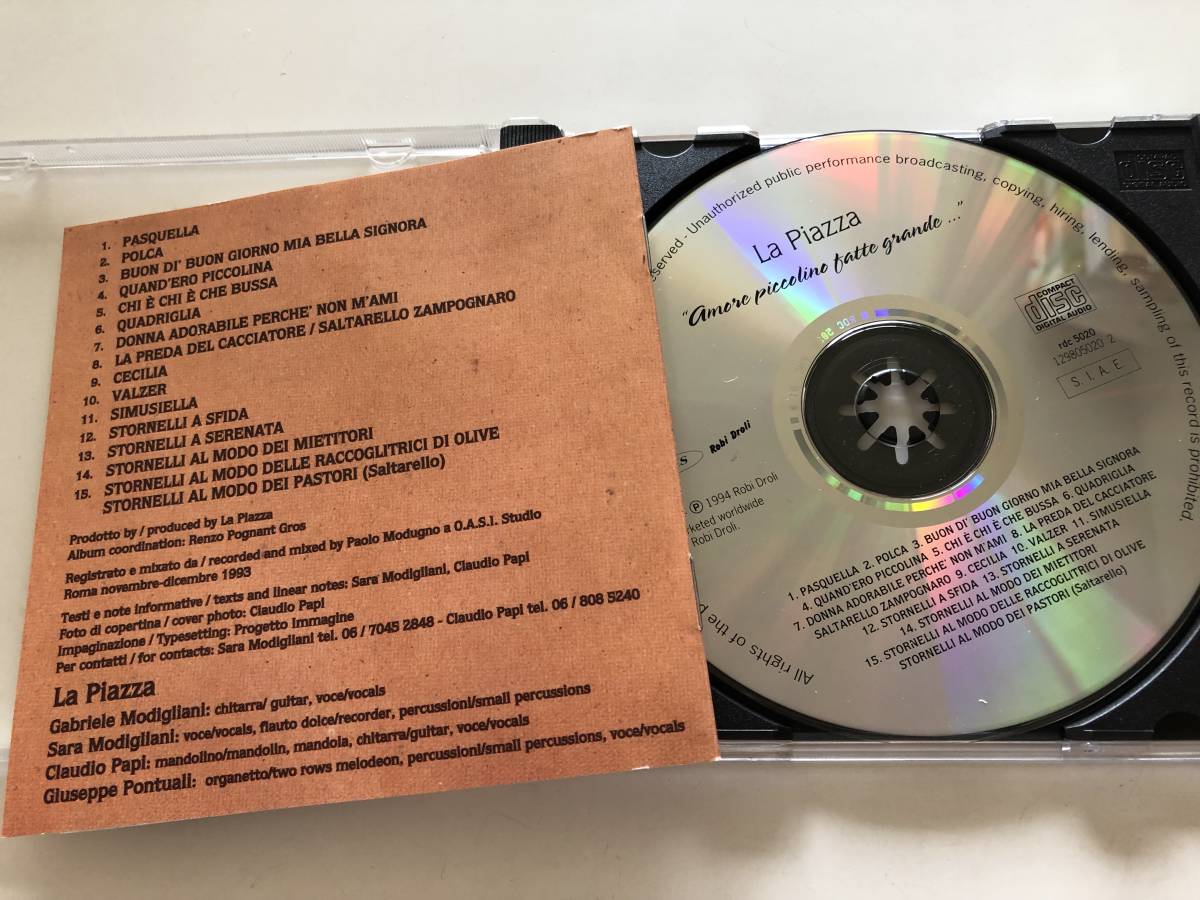 1. PASQUELLA
2. POLCA
3. BUON DI' BUON GIORNO MIA BELLA SIGNORA
4. QUAND'ERO PICCOLINA
5. CHI È CHI È CHE BUSSA
6. QUADRIGLIA
7. DONNA ADORABILE PERCHE' NON M'AMI
8. LA PREDA DEL CACCIATORE / SALTARELLO ZAMPOGNARO
9. CECILIA
10. VALZER
11. SIMUSIELLA
12. STORNELLI A SFIDA
13. STORNELLI A SERENATA
14. STORNELLI AL MODO DEI MIETITORI
15. STORNELLI AL MODO DELLE RACCOGLITRICI DI OLIVE
STORNELLI AL MODO DEI PASTORI (Saltarello)
Prodotto by / produced by La Piazza
Album coordination: Renzo Pognant Gros
Registrato e mixato da / recorded and mixed by Paolo Modugno a O.A.S.I. Studio
Roma novembre-dicembre 1993
Testi e note informative / texts and linear notes: Sara Modigliani, Claudio Papi
Foto di copertina / cover photo: Claudio Papi
Impaginazione / Typesetting: Progetto Immagine
Per contatti / for contacts: Sara Modigliani tel. 06 / 7045 2848 - Claudio Papi tel. 06 / 808 5240
La Piazza
Gabriele Modigliani: chitarra/ guitar, voce/vocals
Sara Modigliani: voce/vocals, flauto dolce/recorder, percussioni/small percussions
Claudio Papi: mandolino/mandolin, mandola, chitarra/guitar, voce/vocals
Giuseppe Pontuali: organetto/two rows melodeon, percussioni/small percussions, voce/vocals
All rights of the
served - Unauthorized public performance broadcasting, copying, hiring, lending, sampling of this record is prohibited.
La Piazza
"Amore piccolino fatte grande ..."
COMPACT
disc
DIGITAL AUDIO
rdc 5020
129805020 2
S.I.A.E.
Robi Droli
℗ 1994 Robi Droli
rketed worldwide
Robi Droli.
1. PASQUELLA 2. POLCA 3. BUON DI' BUON GIORNO MIA BELLA SIGNORA
4. QUAND'ERO PICCOLINA 5. CHI È CHI È CHE BUSSA 6. QUADRIGLIA
7. DONNA ADORABILE PERCHE' NON M'AMI 8. LA PREDA DEL CACCIATORE
SALTARELLO ZAMPOGNARO 9. CECILIA 10. VALZER 11. SIMUSIELLA
12. STORNELLI A SFIDA 13. STORNELLI A SERENATA
14. STORNELLI AL MODO DEI MIETITORI
15. STORNELLI AL MODO DELLE RACCOGLITRICI DI OLIVE
STORNELLI AL MODO DEI PASTORI (Saltarello)